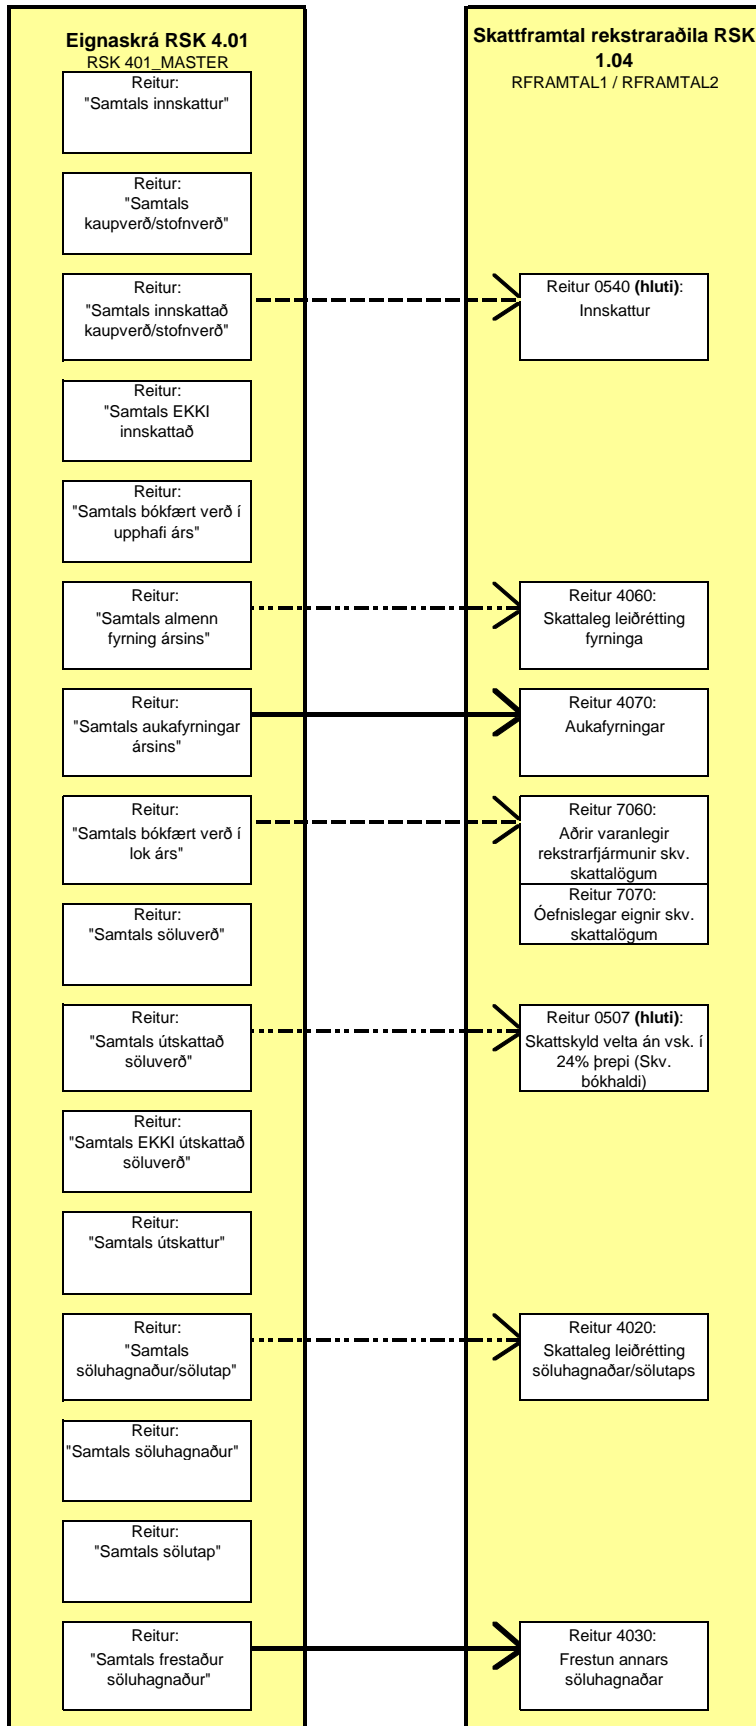 Eignaskrá RSK 4.01
RSK 401_MASTER
Reitur:
"Samtals innskattur"
Reitur:
"Samtals
kaupverð/stofnverð"
Reitur:
"Samtals innskattað
kaupverð/stofnverð"
Reitur:
"Samtals EKKI
innskattað
Reitur:
"Samtals bókfært verð í
upphafi árs"
Reitur:
"Samtals almenn
fyrning ársins"
Reitur:
"Samtals aukafyrningar
ársins"
Reitur:
"Samtals bókfært verð í
lok árs"
Reitur:
"Samtals söluverð"
Reitur:
"Samtals útskattað
söluverð"
Reitur:
"Samtals EKKI útskattað
söluverð"
Reitur:
"Samtals útskattur"
Reitur:
"Samtals
söluhagnaður/sölutap"
Reitur:
"Samtals söluhagnaður"
Reitur:
"Samtals sölutap"
Reitur:
"Samtals frestaður
söluhagnaður"
Skattframtal rekstraraðila RSK
1.04
RFRAMTAL1 / RFRAMTAL2
Reitur 0540 (hluti):
Innskattur
Reitur 4060:
Skattaleg leiðrétting
fyrninga
Reitur 4070:
Aukafyrningar
Reitur 7060:
Aðrir varanlegir
rekstrarfjármunir skv.
skattalögum
Reitur 7070:
Óefnislegar eignir skv.
skattalögum
Reitur 0507 (hluti):
Skattskyld velta án vsk. í
24% þrepi (Skv.
bókhaldi)
Reitur 4020:
Skattaleg leiðrétting
söluhagnaðar/sölutaps
Reitur 4030:
Frestun annars
söluhagnaðar